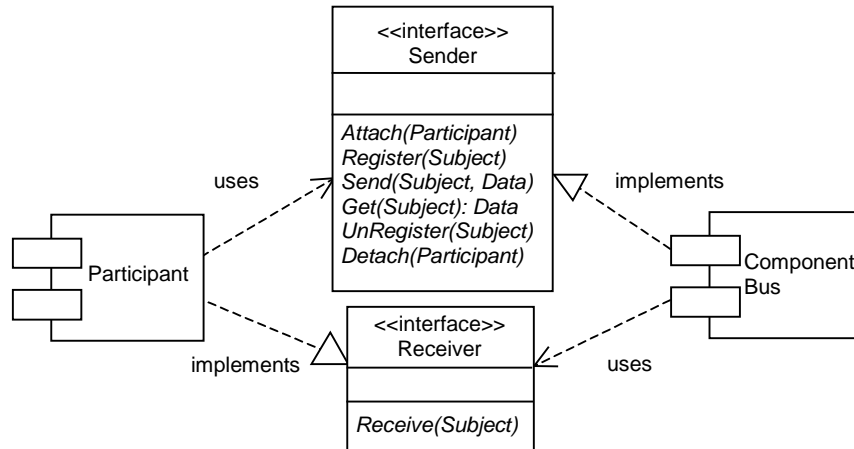 <<interface>>
Sender
Attach(Participant)
Register(Subject)
Send(Subject, Data)
Get(Subject): Data
UnRegister(Subject)
Detach(Participant)
uses
implements
Participant
Component
Bus
<<interface>>
Receiver
implements
uses
Receive(Subject)